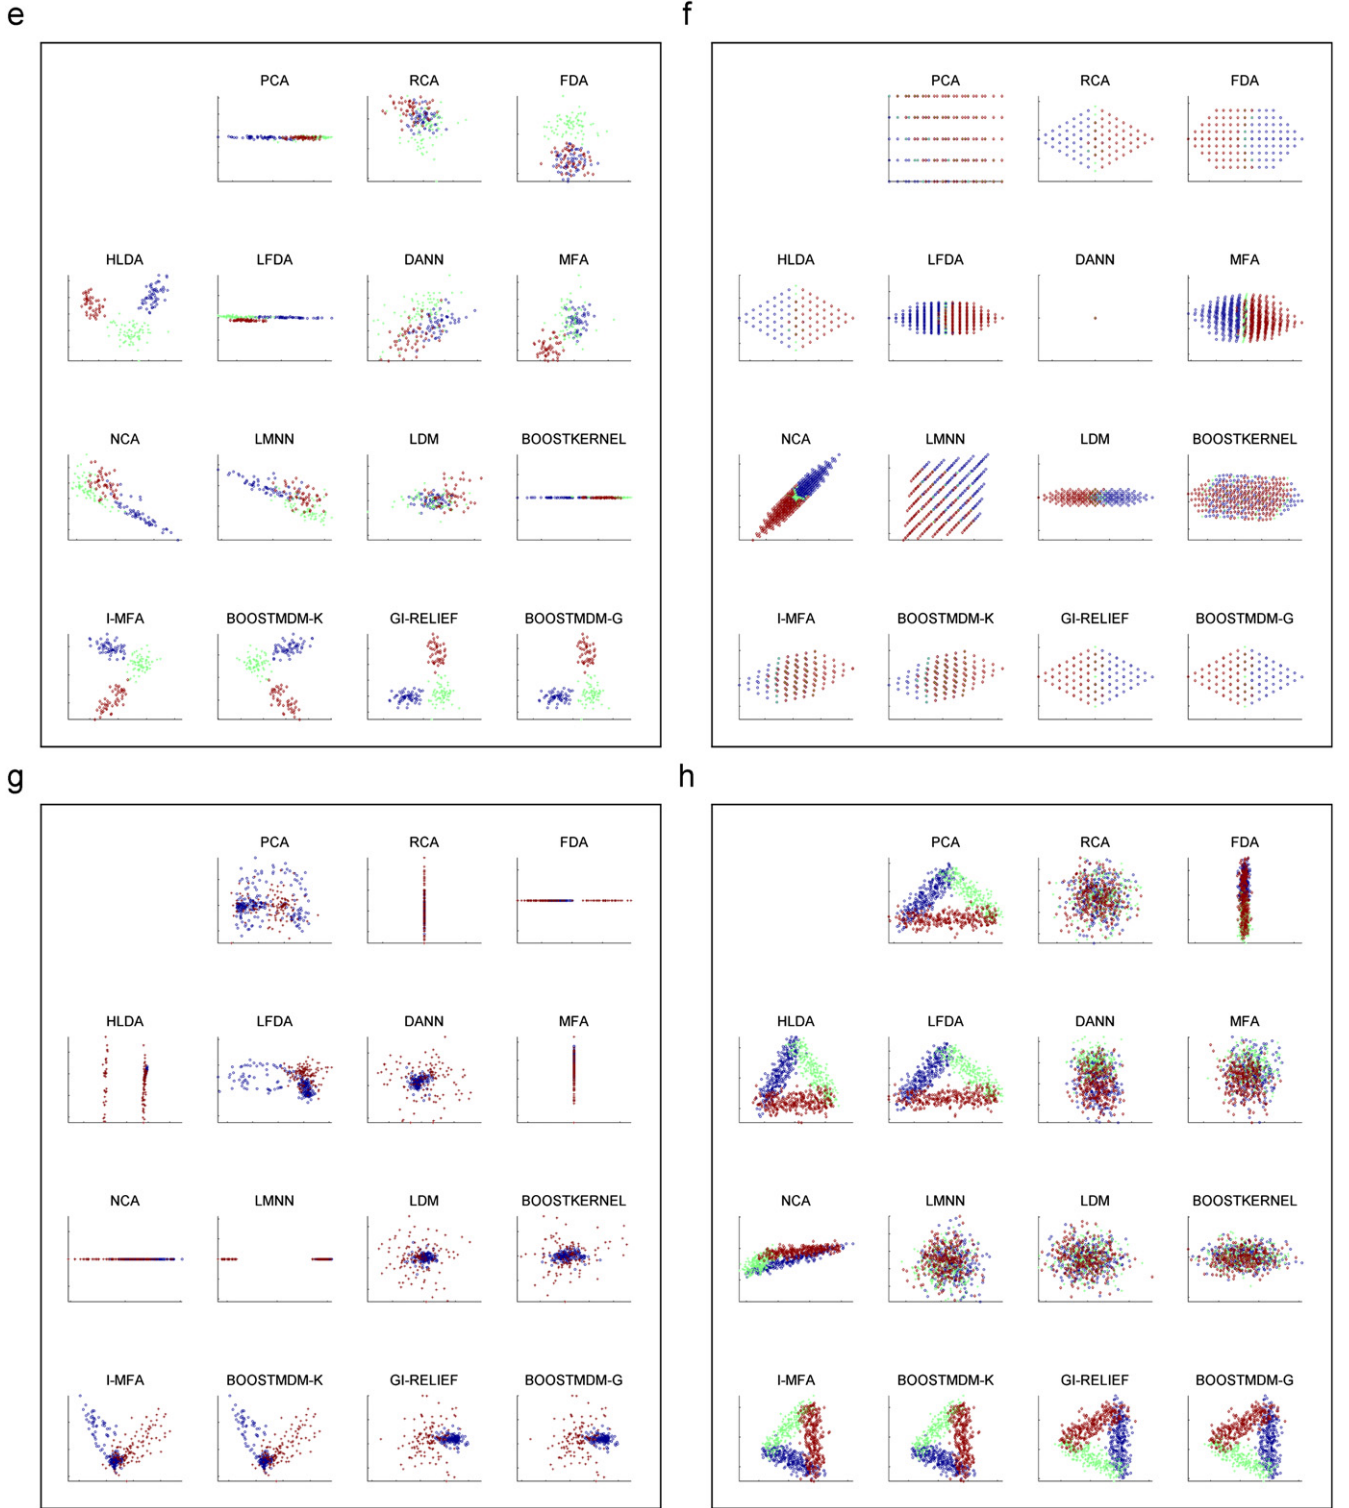 e
PCA RCA FDA
HLDA LFDA DANN MFA
NCA LMNN LDM BOOSTKERNEL
I-MFA BOOSTMDM-K GI-RELIEF BOOSTMDM-G
f
PCA RCA FDA
HLDA LFDA DANN MFA
NCA LMNN LDM BOOSTKERNEL
I-MFA BOOSTMDM-K GI-RELIEF BOOSTMDM-G
g
PCA RCA FDA
HLDA LFDA DANN MFA
NCA LMNN LDM BOOSTKERNEL
I-MFA BOOSTMDM-K GI-RELIEF BOOSTMDM-G
h
PCA RCA FDA
HLDA LFDA DANN MFA
NCA LMNN LDM BOOSTKERNEL
I-MFA BOOSTMDM-K GI-RELIEF BOOSTMDM-G